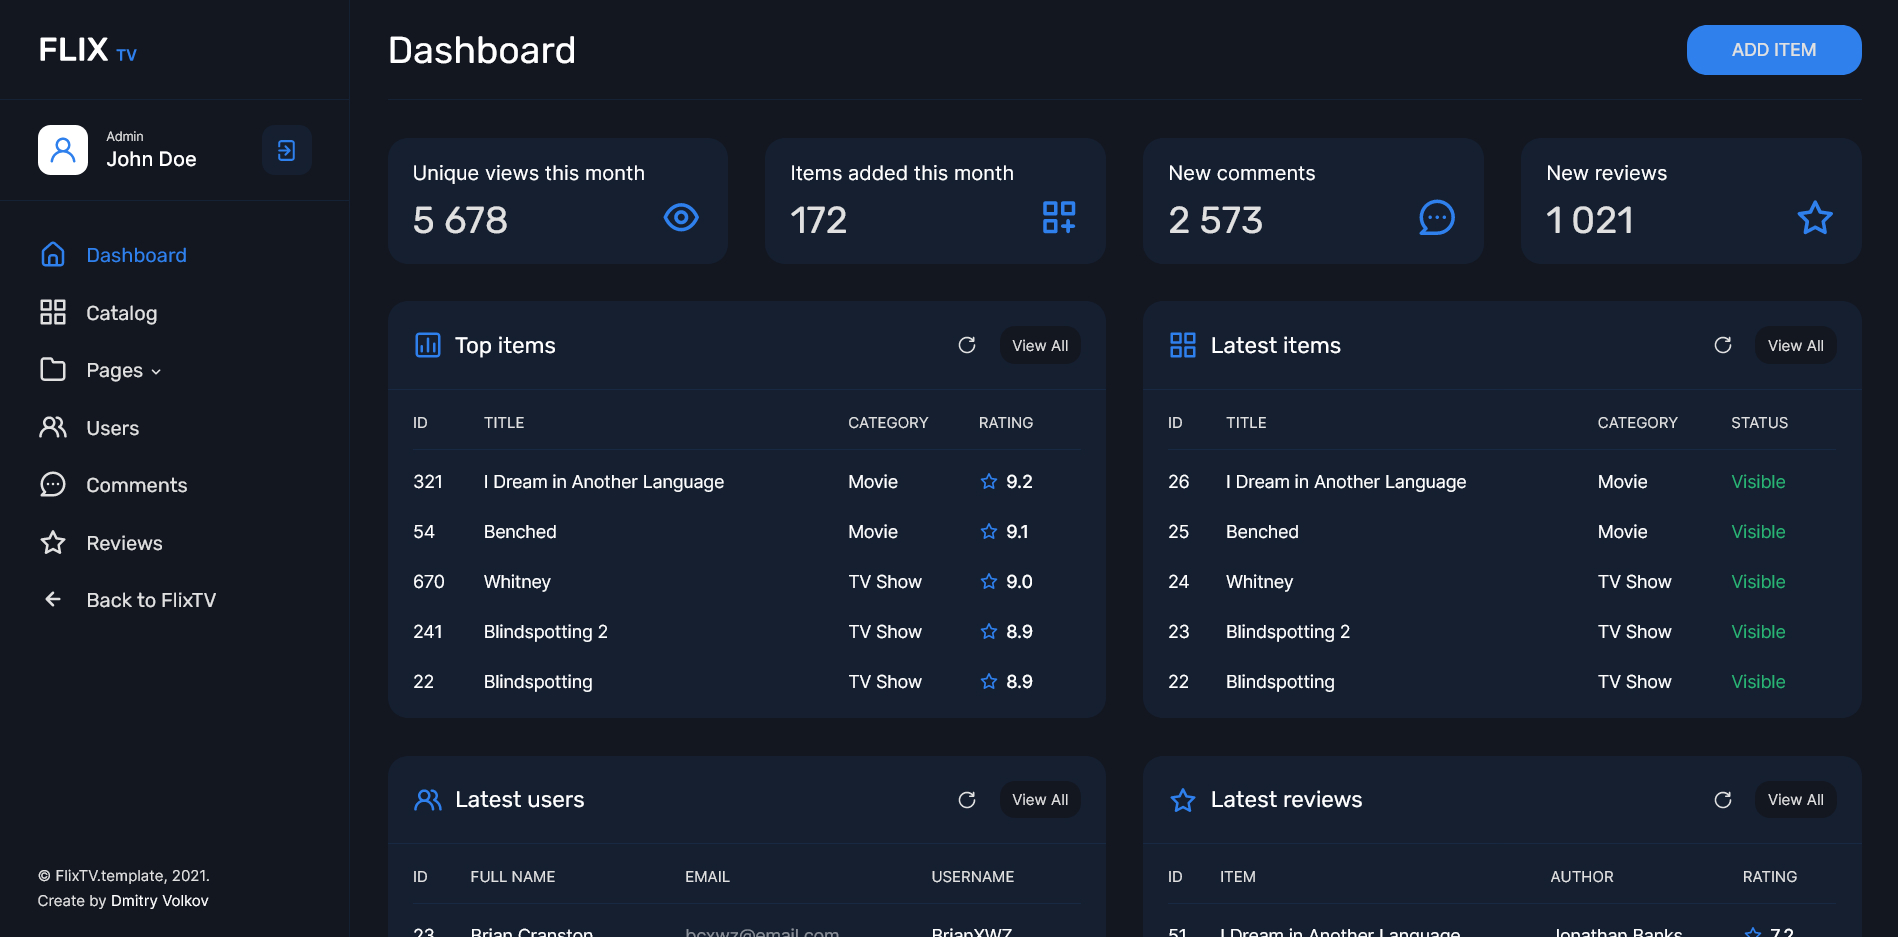 FLIX TV
Admin
John Doe
Dashboard
Catalog
Pages
Users
Comments
Reviews
Back to FlixTV
© FlixTV.template, 2021.
Create by Dmitry Volkov
Dashboard
ADD ITEM
Unique views this month
5 678
Items added this month
172
New comments
2 573
New reviews
1 021
Top items
View All
ID TITLE CATEGORY RATING
321 I Dream in Another Language Movie 9.2
54 Benched Movie 9.1
670 Whitney TV Show 9.0
241 Blindspotting 2 TV Show 8.9
22 Blindspotting TV Show 8.9
Latest items
View All
ID TITLE CATEGORY STATUS
26 I Dream in Another Language Movie Visible
25 Benched Movie Visible
24 Whitney TV Show Visible
23 Blindspotting 2 TV Show Visible
22 Blindspotting TV Show Visible
Latest users
View All
ID FULL NAME EMAIL USERNAME
23 Brian Cranston bcxwz@email.com BrianXWZ
Latest reviews
View All
ID ITEM AUTHOR RATING
51 I Dream in Another Language Jonathan Banks 7.2